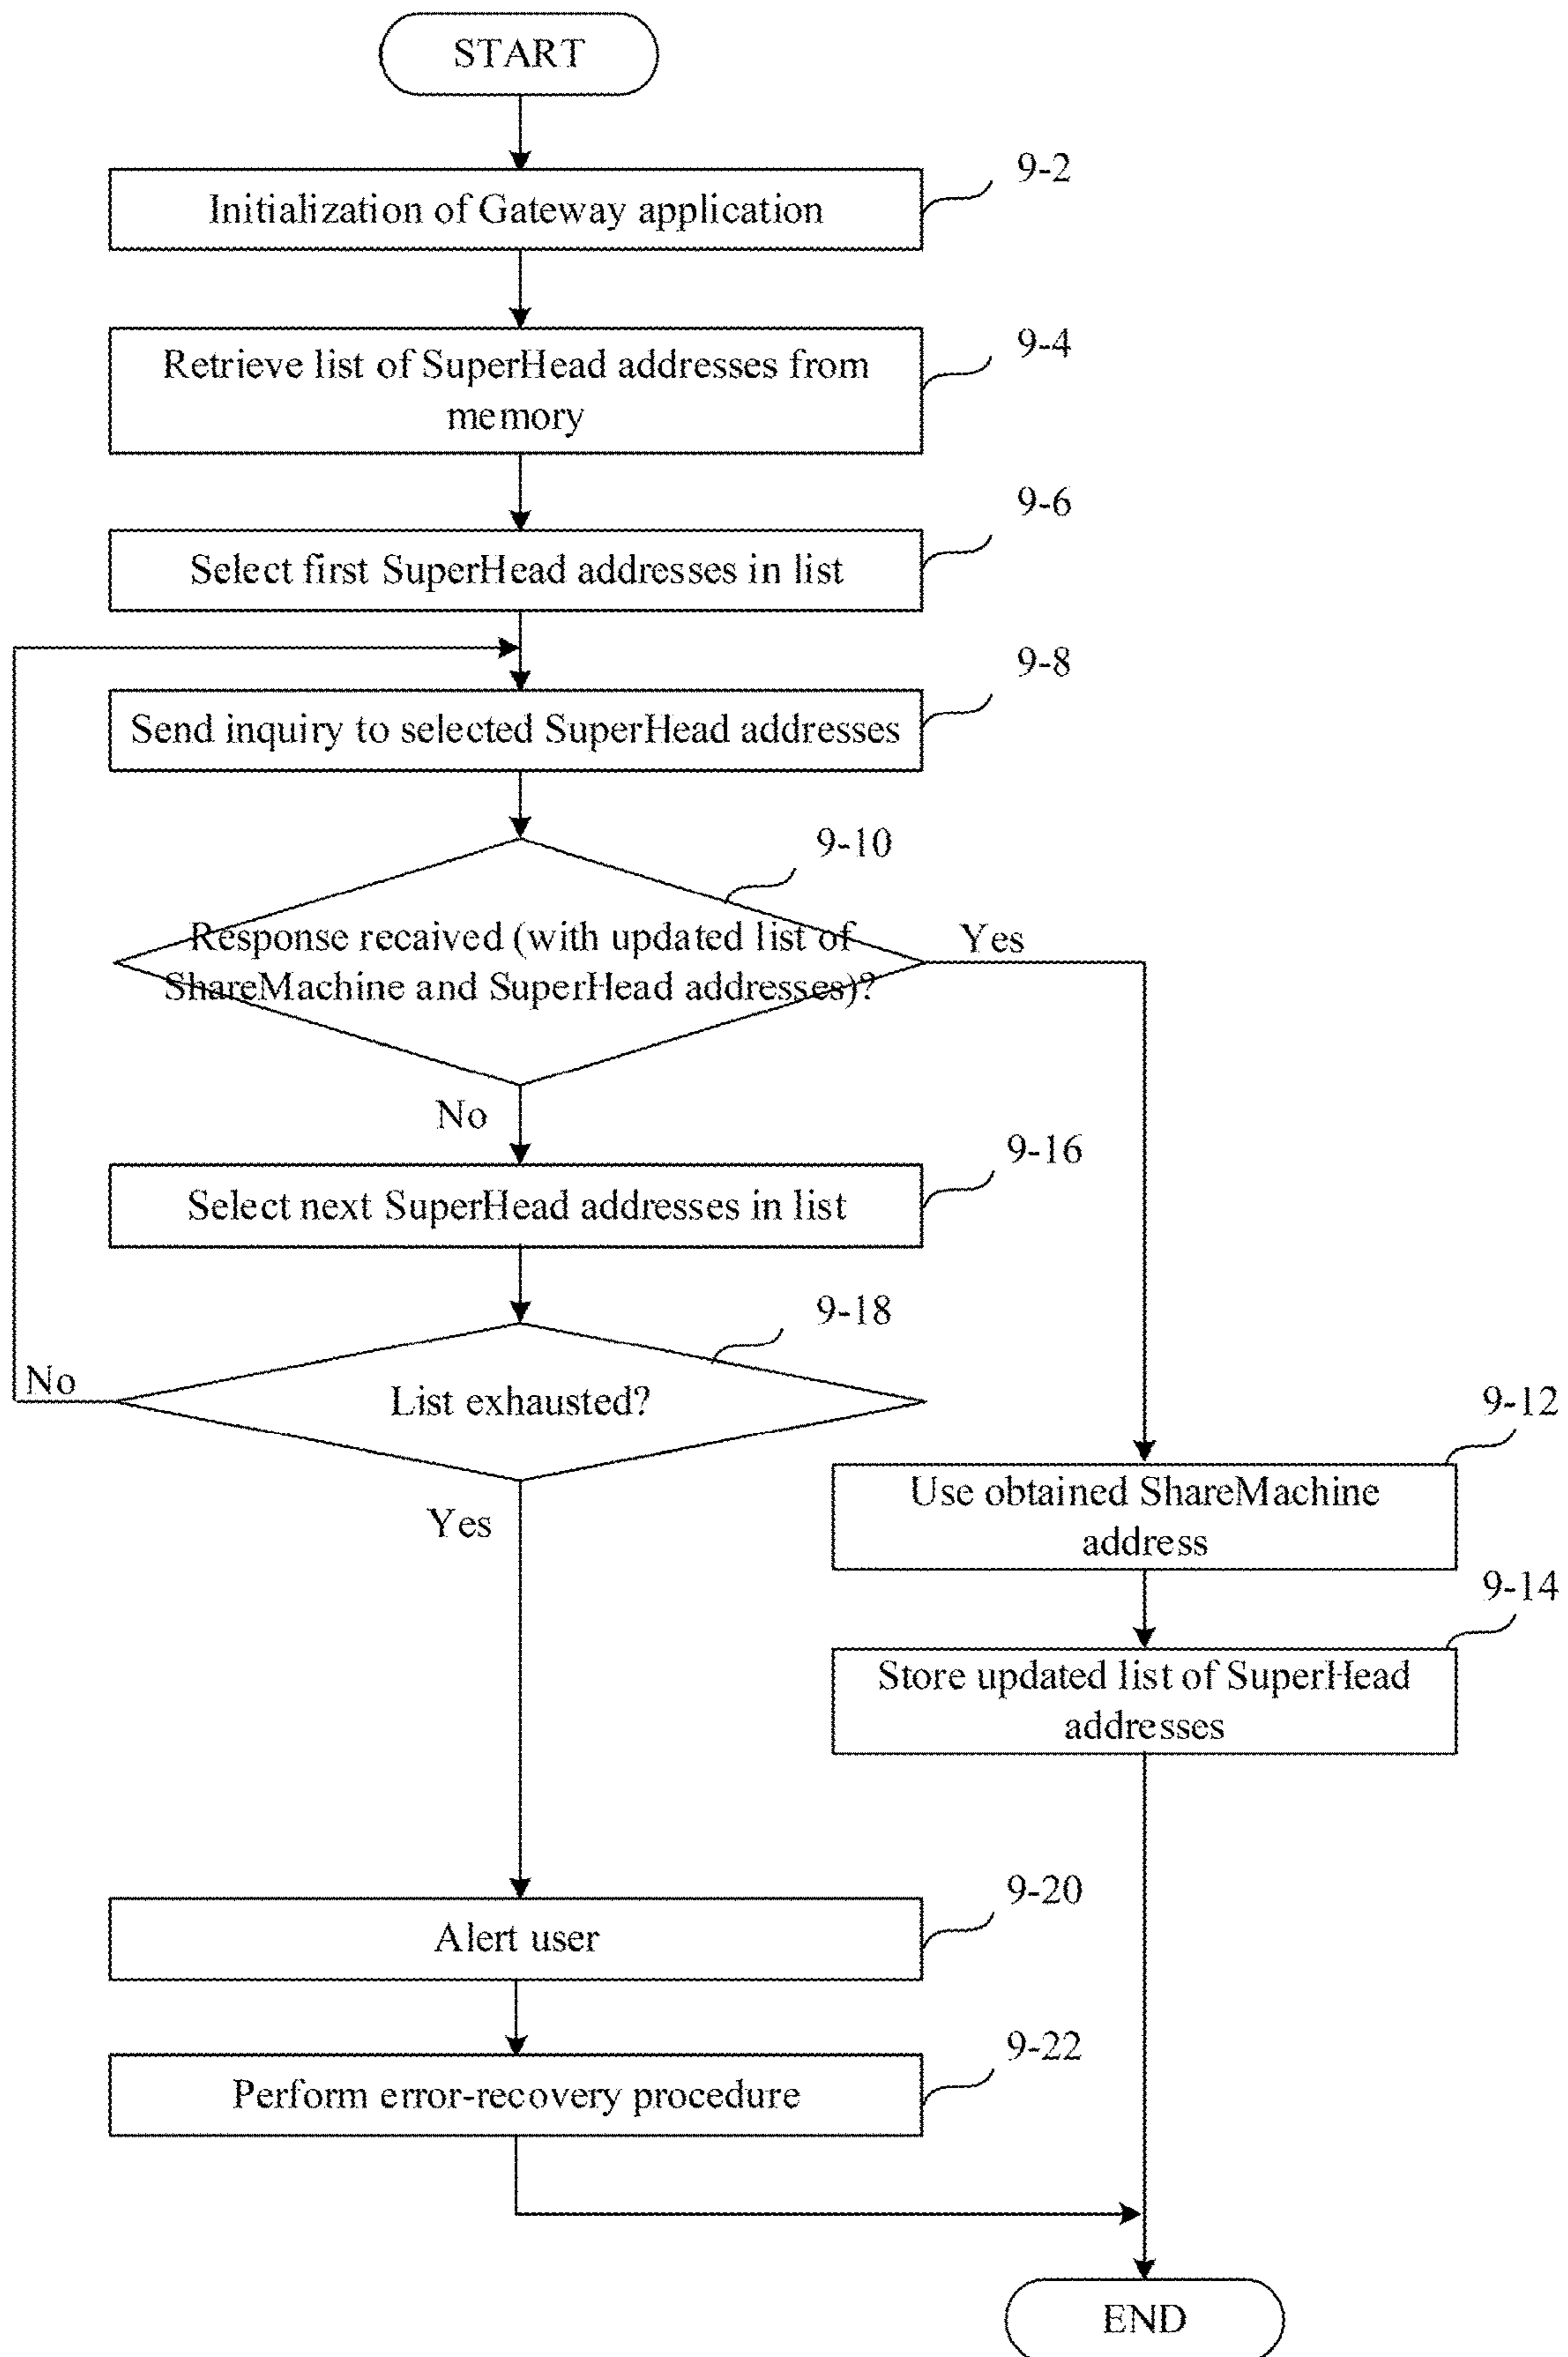 START
9-2
Initialization of Gateway application
9-4
Retrieve list of SuperHead addresses from
memory
9-6
Select first SuperHead addresses in list
9-8
Send inquiry to selected SuperHead addresses
9-10
Response recaived (with updated list of
ShareMachine and SuperHead addresses)?
Yes
No
9-16
Select next SuperHead addresses in list
9-18
List exhausted?
No
Yes
9-12
Use obtained ShareMachine
address
9-14
Store updated list of SuperHead
addresses
9-20
Alert user
9-22
Perform error-recovery procedure
END